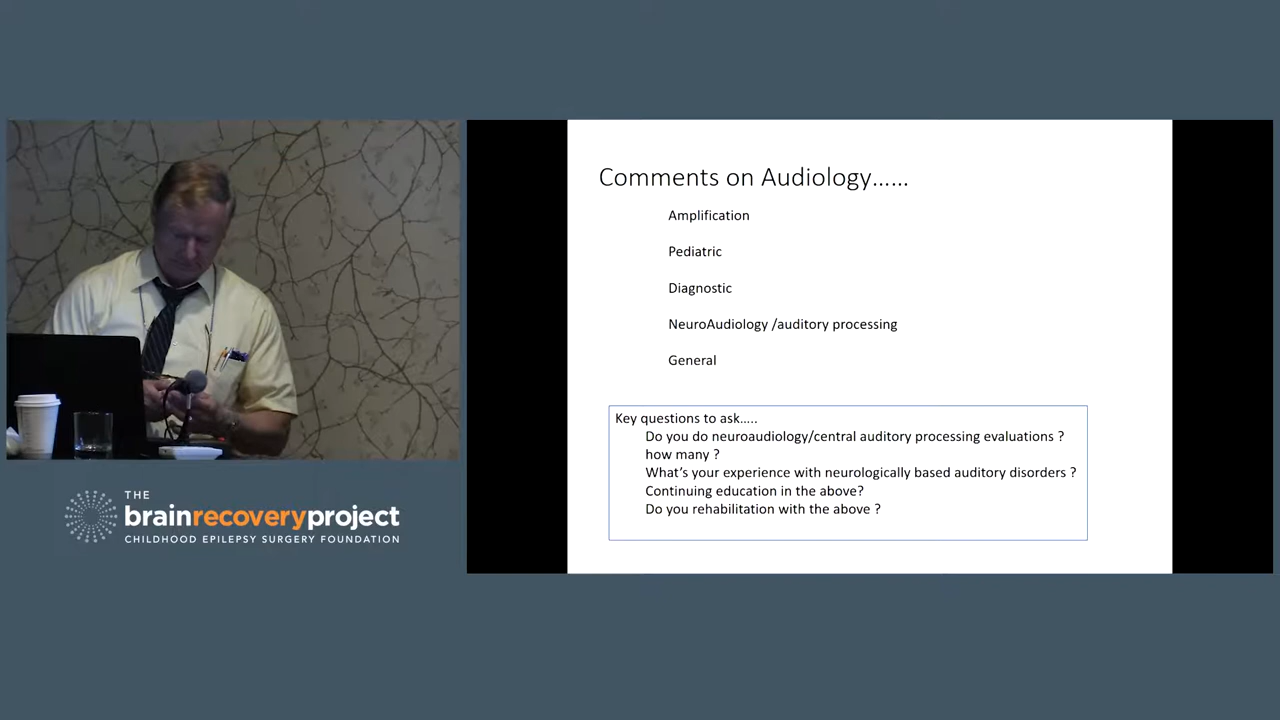 Comments on Audiology......
Amplification
Pediatric
Diagnostic
NeuroAudiology /auditory processing
General
Key questions to ask.....
Do you do neuroaudiology/central auditory processing evaluations ?
how many ?
What's your experience with neurologically based auditory disorders ?
Continuing education in the above?
Do you rehabilitation with the above ?
THE
brainrecoveryproject
CHILDHOOD EPILEPSY SURGERY FOUNDATION